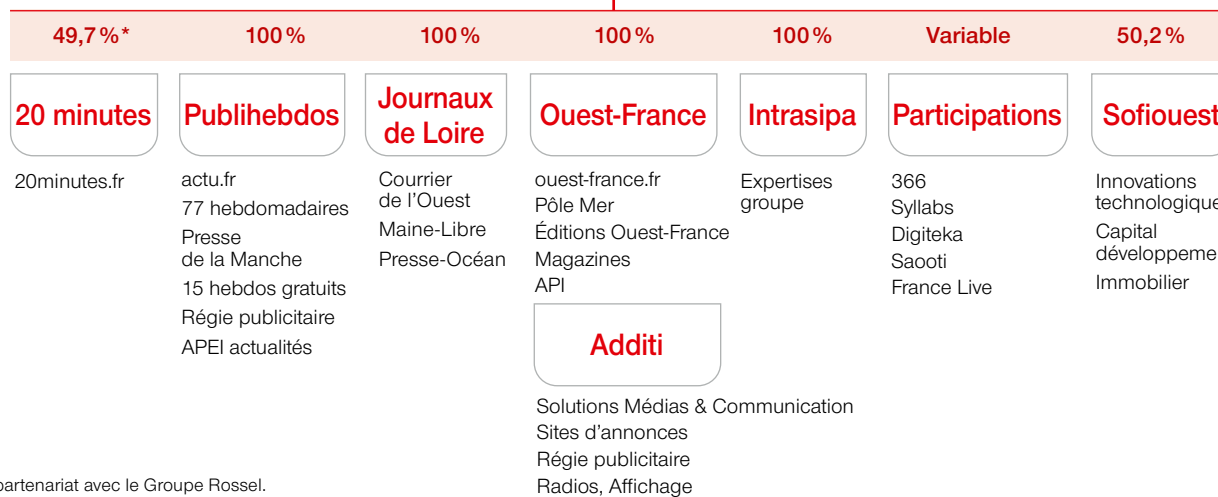 49,7 %* 100 % 100 % 100 % 100 % Variable 50,2 %
20 minutes
20minutes.fr
Publihebdos
actu.fr
77 hebdomadaires
Presse
de la Manche
15 hebdos gratuits
Régie publicitaire
APEI actualités
Journaux
de Loire
Courrier
de l'Ouest
Maine-Libre
Presse-Océan
Ouest-France
ouest-france.fr
Pôle Mer
Éditions Ouest-France
Magazines
API
Additi
Solutions Médias & Communication
Sites d'annonces
Régie publicitaire
Radios, Affichage
Intrasipa
Expertises
groupe
Participations
366
Syllabs
Digiteka
Saooti
France Live
Sofiouest
Innovations
technologique
Capital
développeme
Immobilier
partenariat avec le Groupe Rossel.